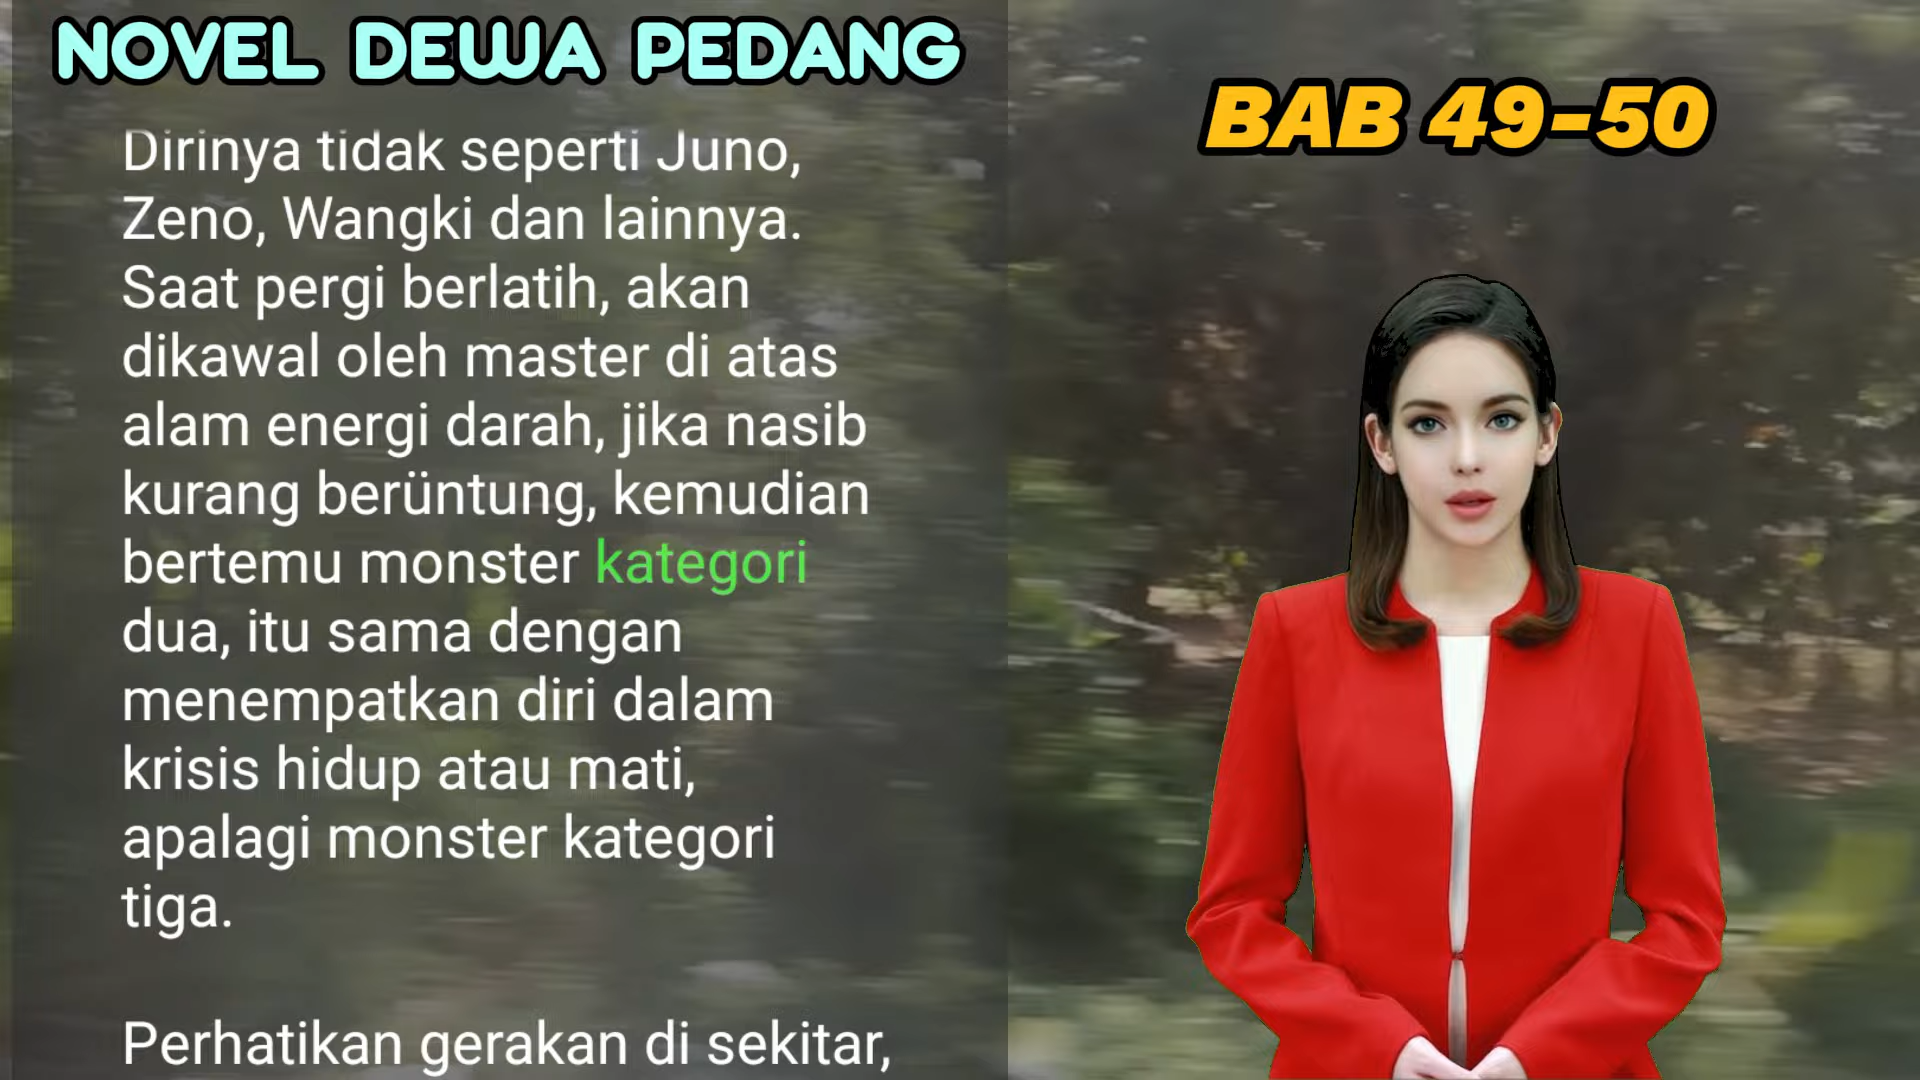 NOVEL DEWA PEDANG
Dirinya tidak seperti Juno,
Zeno, Wangki dan lainnya.
Saat pergi berlatih, akan
dikawal oleh master di atas
alam energi darah, jika nasib
kurang berüntung, kemudian
bertemu monster kategori
dua, itu sama dengan
menempatkan diri dalam
krisis hidup atau mati,
apalagi monster kategori
tiga.
Perhatikan gerakan di sekitar,
BAB 49-50